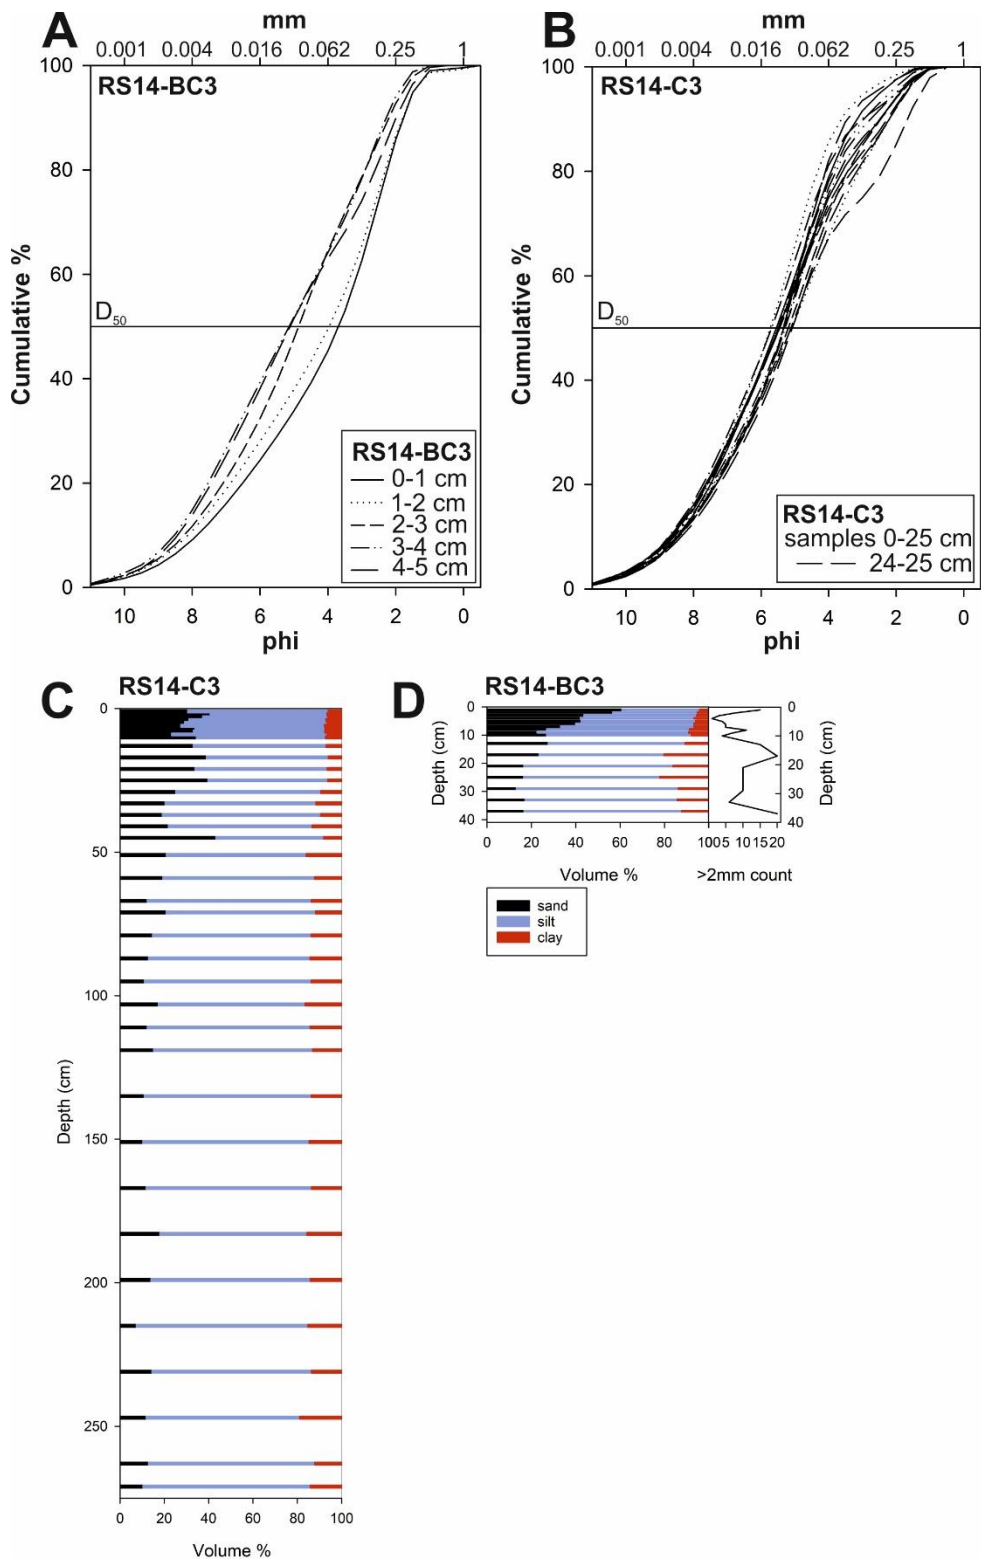 A
mm
0.001 0.004 0.016 0.062 0.25 1
RS14-BC3
100
80
60
40
20
0
Cumulative %
D50
RS14-BC3
0-1 cm
1-2 cm
2-3 cm
3-4 cm
4-5 cm
10 8 6 4 2 0
phi
B
mm
0.001 0.004 0.016 0.062 0.25 1
RS14-C3
100
80
60
40
20
0
Cumulative %
D50
RS14-C3
samples 0-25 cm
24-25 cm
10 8 6 4 2 0
phi
C
RS14-C3
0
50
100
150
200
250
Depth (cm)
0 20 40 60 80 100
Volume %
D
RS14-BC3
0
10
20
30
40
Depth (cm)
0
10
20
30
40
Depth (cm)
0 20 40 60 80 100 0 5 10 15 20
Volume %
>2mm count
sand
silt
clay